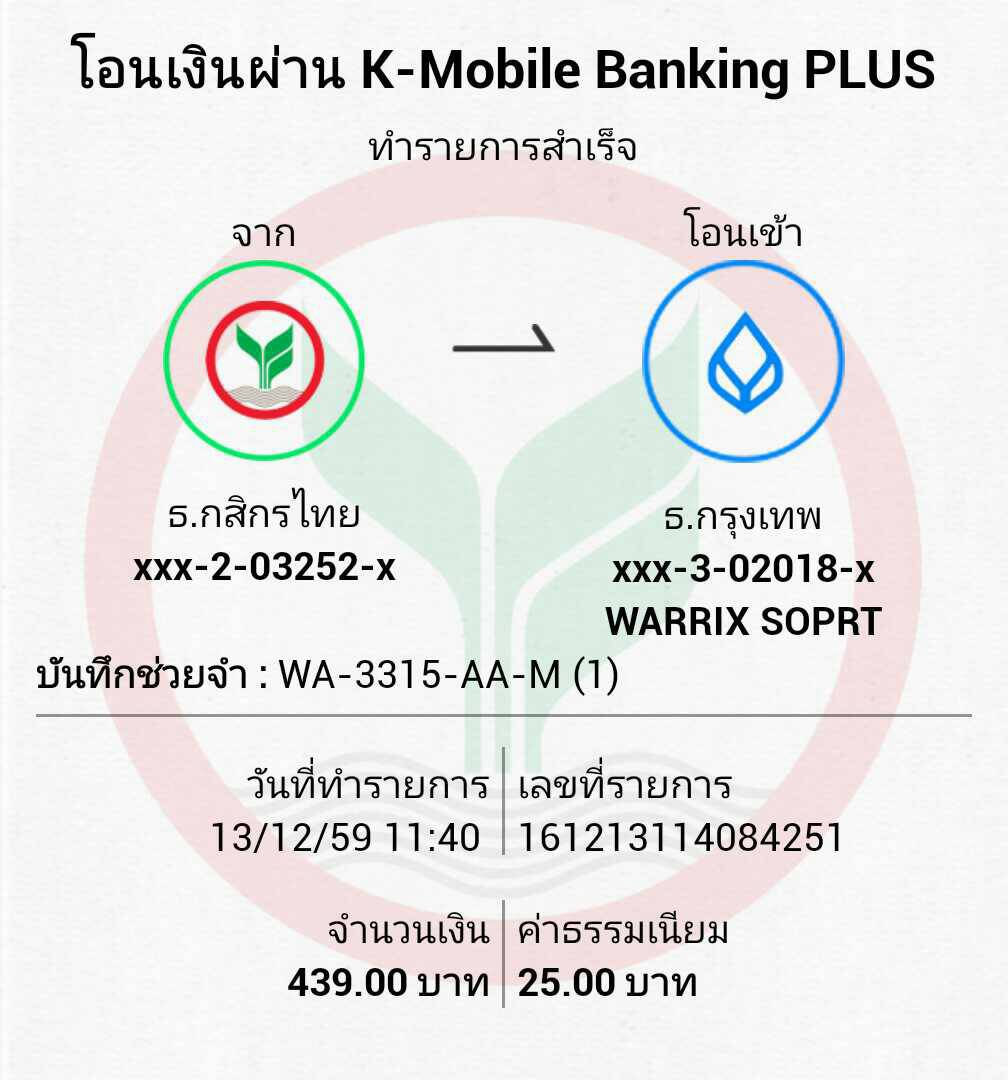 โอนเงินผ่าน K-Mobile Banking PLUS
ทำรายการสำเร็จ
จาก
โอนเข้า
ธ.กสิกรไทย
xxx-2-03252-x
ธ.กรุงเทพ
xxx-3-02018-x
WARRIX SOPRT
บันทึกช่วยจำ : WA-3315-AA-M (1)
วันที่ทำรายการ
13/12/59 11:40
เลขที่รายการ
161213114084251
จำนวนเงิน
439.00 บาท
ค่าธรรมเนียม
25.00 บาท